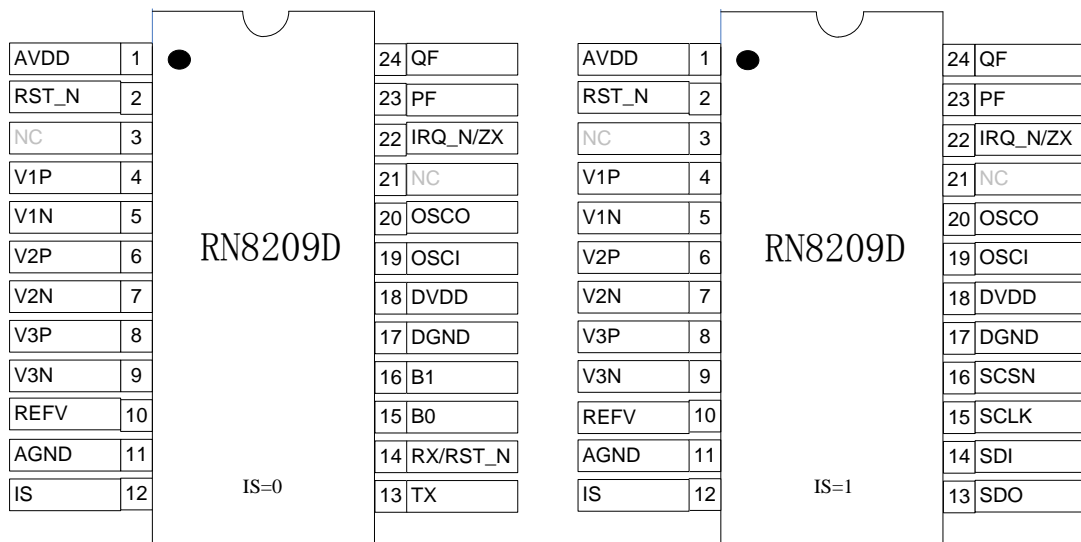 AVDD 1
RST_N 2
NC 3
V1P 4
V1N 5
V2P 6
V2N 7
V3P 8
V3N 9
REFV 10
AGND 11
IS 12
RN8209D
IS=0
24 QF
23 PF
22 IRQ_N/ZX
21 NC
20 OSCO
19 OSCI
18 DVDD
17 DGND
16 B1
15 B0
14 RX/RST_N
13 TX
AVDD 1
RST_N 2
NC 3
V1P 4
V1N 5
V2P 6
V2N 7
V3P 8
V3N 9
REFV 10
AGND 11
IS 12
RN8209D
IS=1
24 QF
23 PF
22 IRQ_N/ZX
21 NC
20 OSCO
19 OSCI
18 DVDD
17 DGND
16 SCSN
15 SCLK
14 SDI
13 SDO